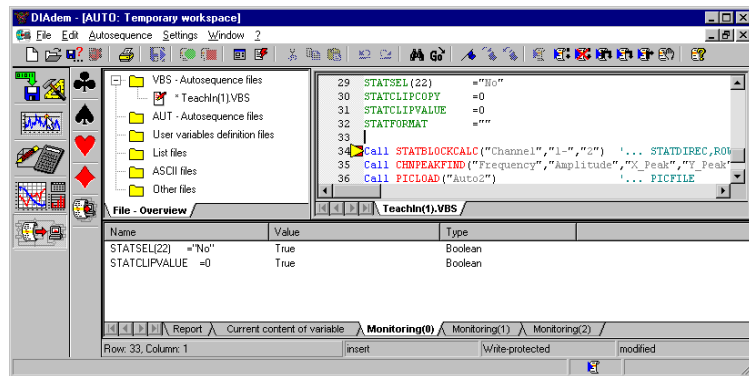 DIAdem - [AUTO: Temporary workspace]
File Edit Autosequence Settings Window ?
Go
VBS - Autosequence files
* TeachIn(1).VBS
AUT - Autosequence files
User variables definition files
List files
ASCII files
Other files
File - Overview
29 STATSEL(22) ="No"
30 STATCLIPCOPY =0
31 STATCLIPVALUE =0
32 STATFORMAT =""
33
34 Call STATBLOCKCALC("Channel","1-","2") '... STATDIREC,ROW
35 Call CHNPEAKFIND("Frequency","Amplitude","X_Peak","Y_Peak"
36 Call PICLOAD("Auto2") '... PICFILE
TeachIn(1).VBS
Name Value Type
STATSEL(22) ="No" True Boolean
STATCLIPVALUE =0 True Boolean
Report Current content of variable Monitoring(0) Monitoring(1) Monitoring(2)
Row: 33, Column: 1 insert Write-protected modified